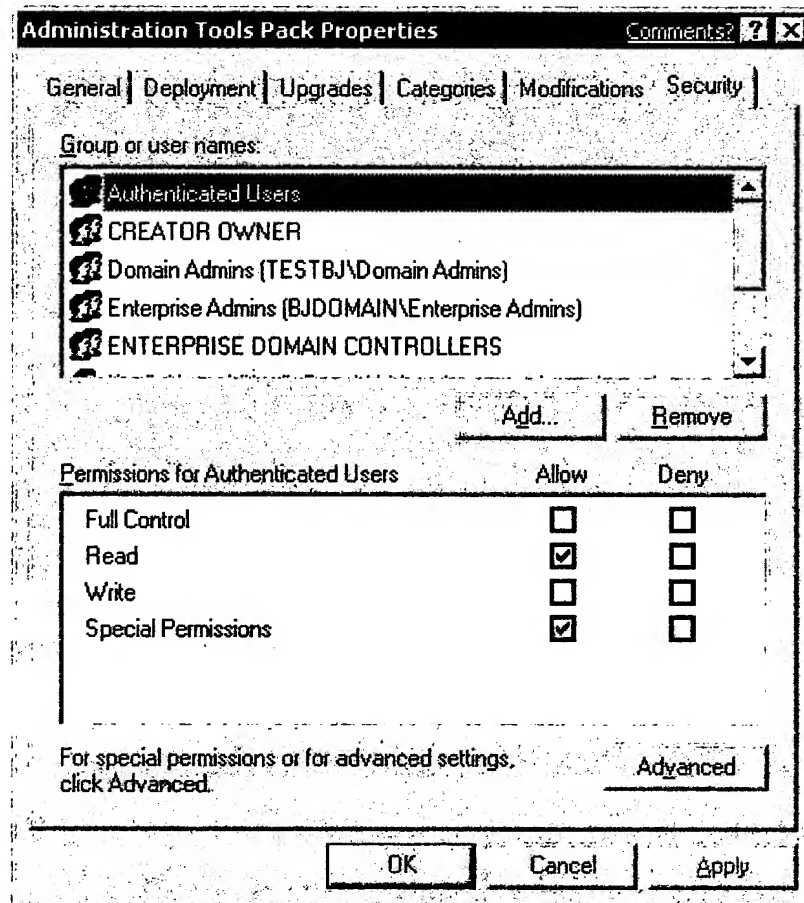 Administration Tools Pack Properties Comments? ? X
General Deployment Upgrades Categories Modifications Security
Group or user names:
Authenticated Users
CREATOR OWNER
Domain Admins (TESTBJ\Domain Admins)
Enterprise Admins (BJDOMAIN\Enterprise Admins)
ENTERPRISE DOMAIN CONTROLLERS
Add... Remove
Permissions for Authenticated Users Allow Deny
Full Control
Read
Write
Special Permissions
For special permissions or for advanced settings,
click Advanced.
Advanced
OK Cancel Apply